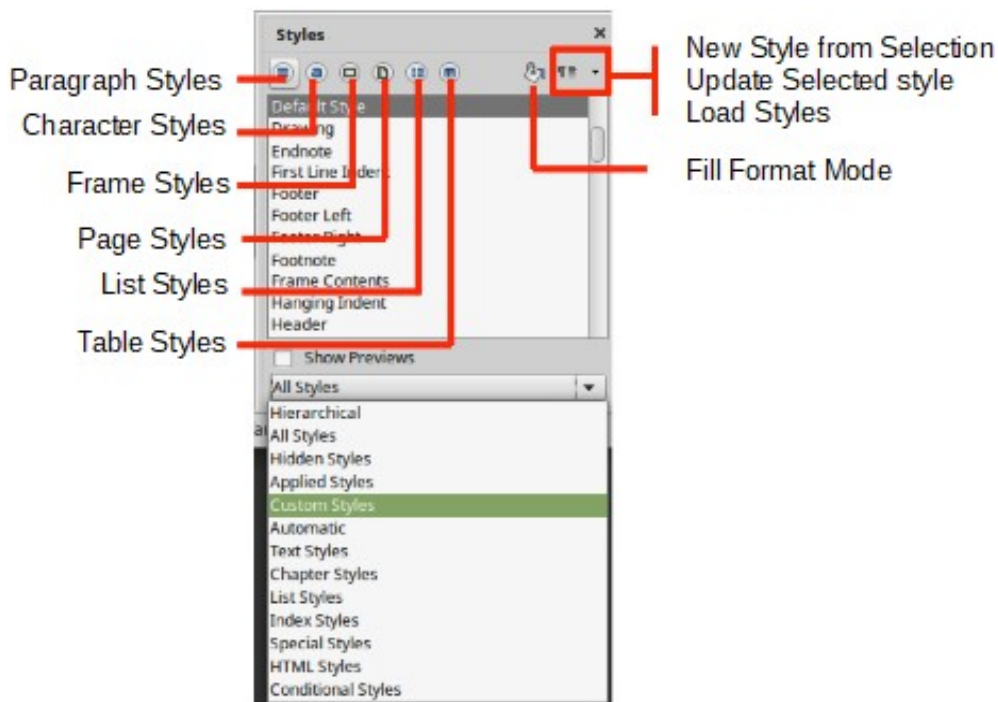 Styles
New Style from Selection
Update Selected style
Load Styles
Paragraph Styles
Character Styles
Fill Format Mode
Frame Styles
Page Styles
List Styles
Table Styles
Default Style
Drawing
Endnote
First Line Indent
Footer
Footer Left
Footer Right
Footnote
Frame Contents
Hanging Indent
Header
Show Previews
All Styles
Hierarchical
All Styles
Hidden Styles
Applied Styles
Custom Styles
Automatic
Text Styles
Chapter Styles
List Styles
Index Styles
Special Styles
HTML Styles
Conditional Styles